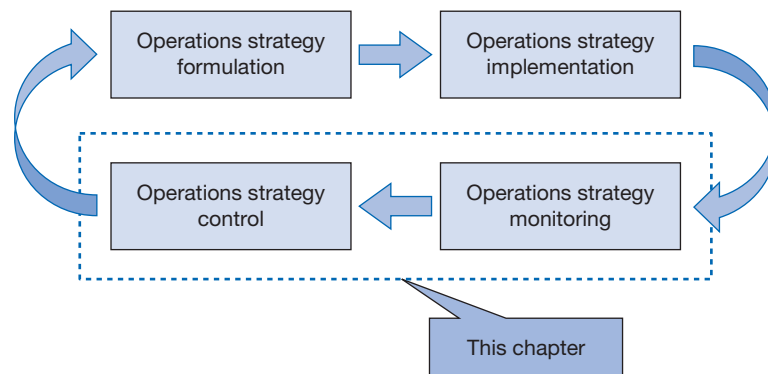 Operations strategy
formulation
Operations strategy
implementation
Operations strategy
control
Operations strategy
monitoring
This chapter